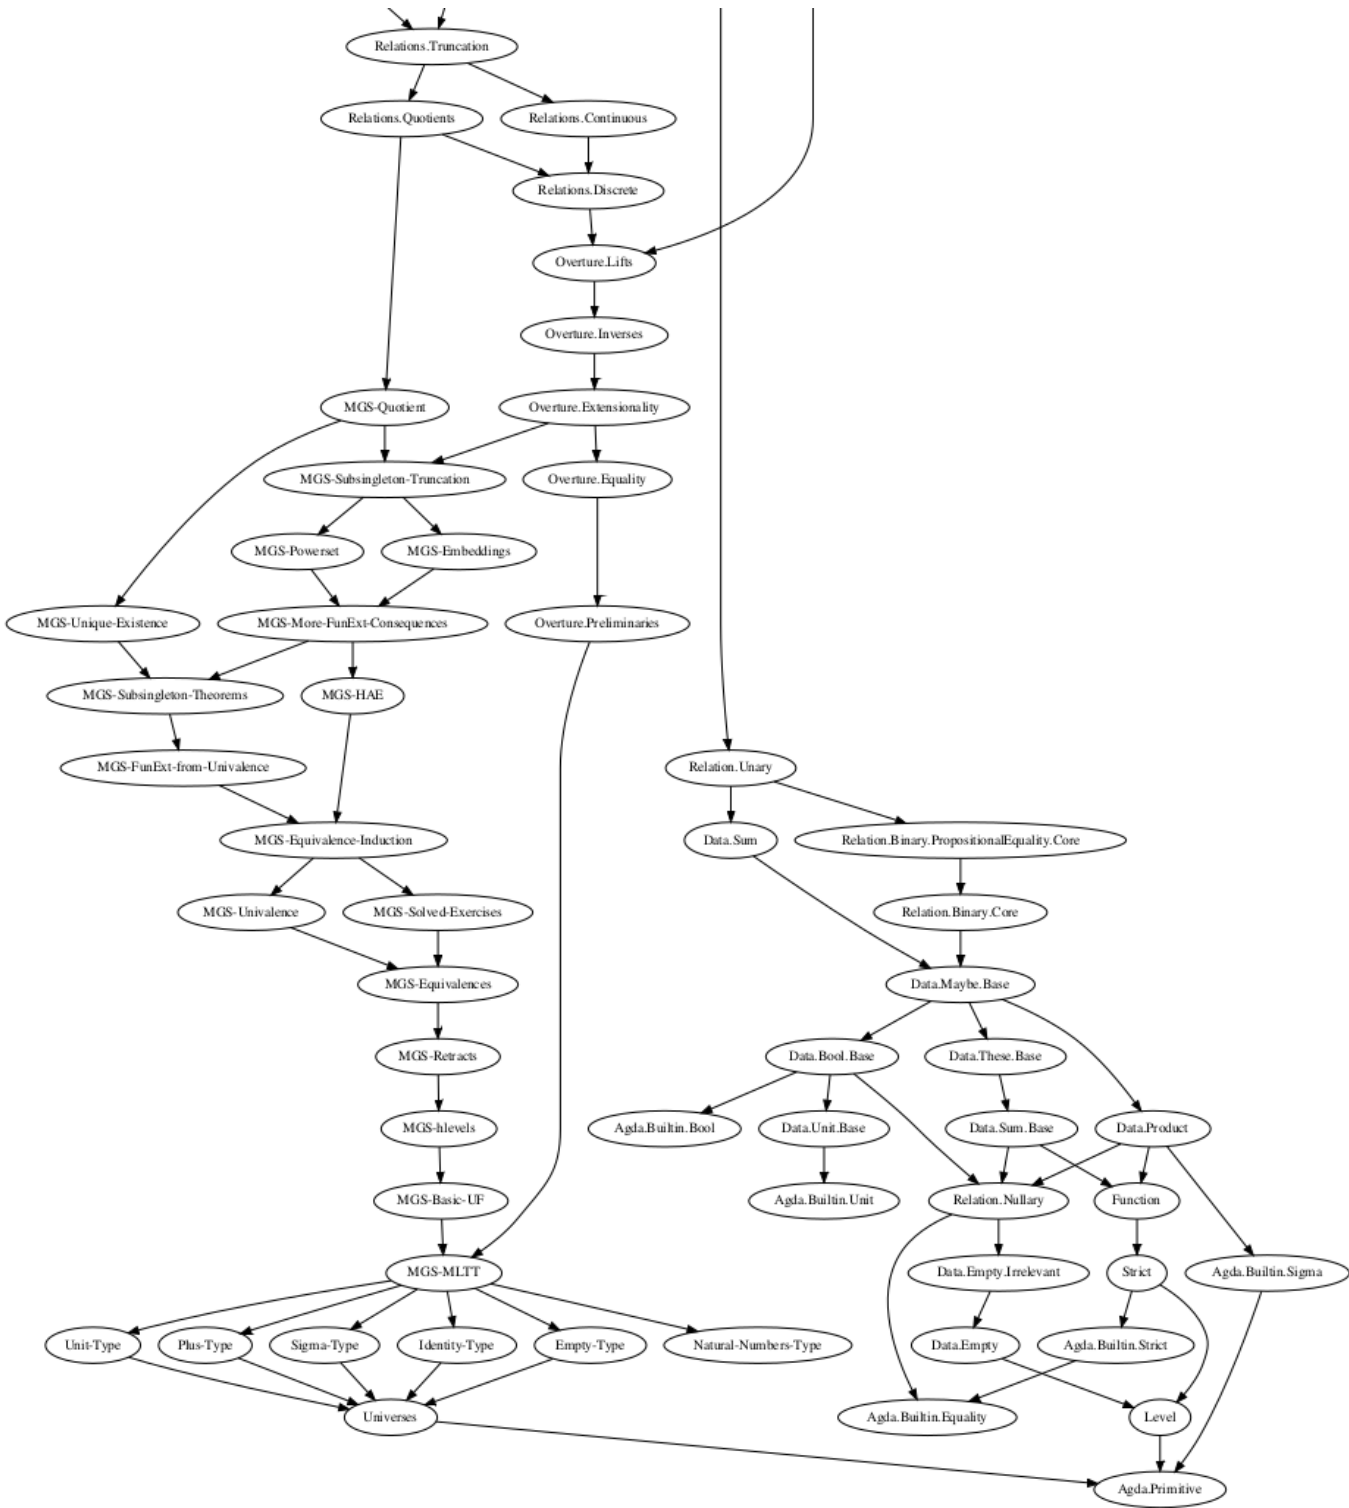 Relations.Truncation
Relations.Quotients
Relations.Continuous
Relations.Discrete
Overture.Lifts
Overture.Inverses
MGS-Quotient
Overture.Extensionality
MGS-Subsingleton-Truncation
Overture.Equality
MGS-Powerset
MGS-Embeddings
MGS-Unique-Existence
MGS-More-FunExt-Consequences
Overture.Preliminaries
MGS-Subsingleton-Theorems
MGS-HAE
MGS-FunExt-from-Univalence
Relation.Unary
MGS-Equivalence-Induction
Data.Sum
Relation.Binary.PropositionalEquality.Core
MGS-Univalence
MGS-Solved-Exercises
Relation.Binary.Core
MGS-Equivalences
Data.Maybe.Base
MGS-Retracts
Data.Bool.Base
Data.These.Base
MGS-hlevels
Agda.Builtin.Bool
Data.Unit.Base
Data.Sum.Base
Data.Product
MGS-Basic-UF
Agda.Builtin.Unit
Relation.Nullary
Function
MGS-MLTT
Data.Empty.Irrelevant
Strict
Agda.Builtin.Sigma
Unit-Type
Plus-Type
Sigma-Type
Identity-Type
Empty-Type
Natural-Numbers-Type
Data.Empty
Agda.Builtin.Strict
Universes
Agda.Builtin.Equality
Level
Agda.Primitive